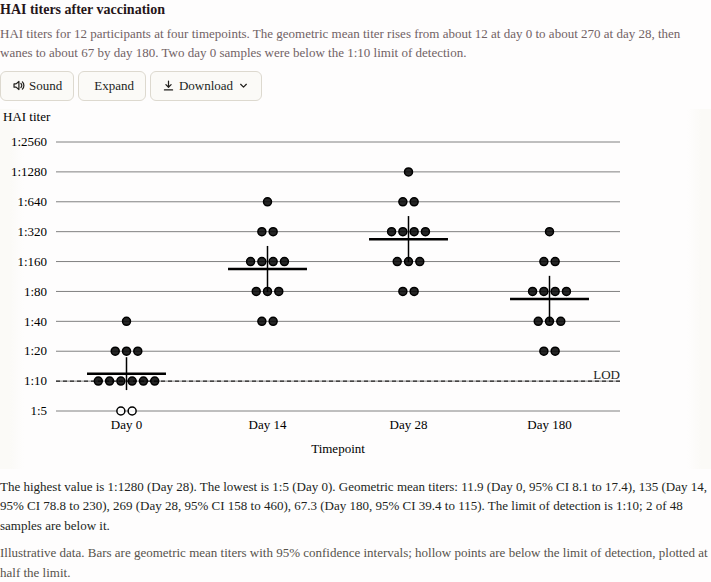 HAI titers after vaccination
HAI titers for 12 participants at four timepoints. The geometric mean titer rises from about 12 at day 0 to about 270 at day 28, then
wanes to about 67 by day 180. Two day 0 samples were below the 1:10 limit of detection.
Sound Expand Download
HAI titer
1:2560
1:1280
1:640
1:320
1:160
1:80
1:40
1:20
1:10
LOD
1:5
Day 0 Day 14 Day 28 Day 180
Timepoint
The highest value is 1:1280 (Day 28). The lowest is 1:5 (Day 0). Geometric mean titers: 11.9 (Day 0, 95% CI 8.1 to 17.4), 135 (Day 14,
95% CI 78.8 to 230), 269 (Day 28, 95% CI 158 to 460), 67.3 (Day 180, 95% CI 39.4 to 115). The limit of detection is 1:10; 2 of 48
samples are below it.
Illustrative data. Bars are geometric mean titers with 95% confidence intervals; hollow points are below the limit of detection, plotted at
half the limit.